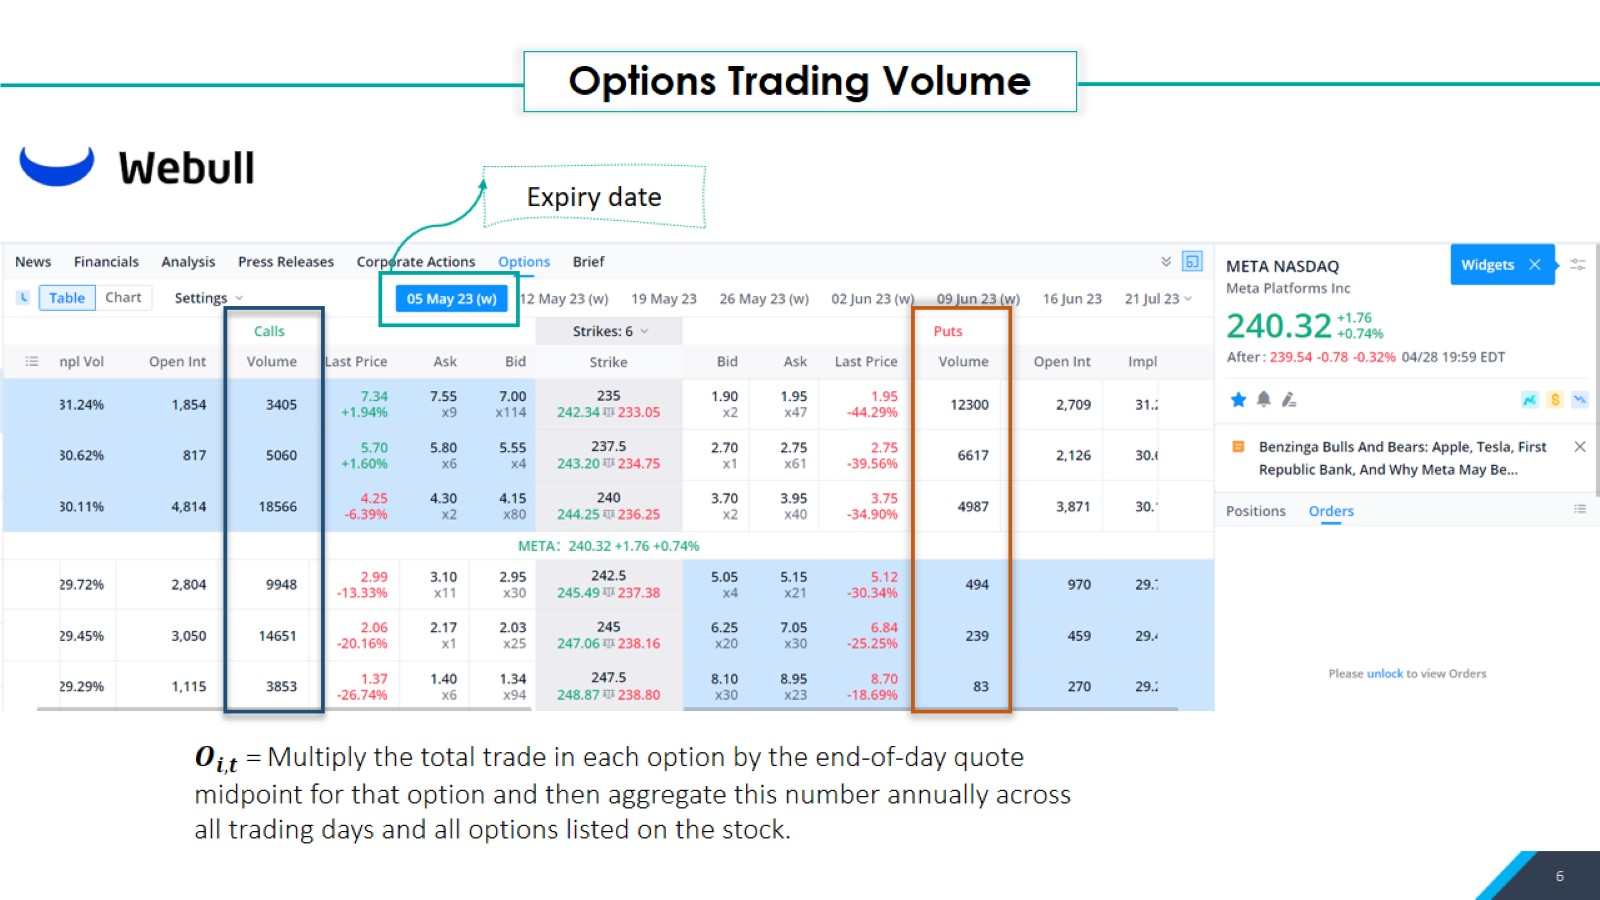 Options Trading Volume
Webull
Expiry date
News Financials Analysis Press Releases Corporate Actions Options Brief
Table Chart Settings 05 May 23 (w) 12 May 23 (w) 19 May 23 26 May 23 (w) 02 Jun 23 (w) 09 Jun 23 (w) 16 Jun 23 21 Jul 23
Calls Strikes: 6 Puts
Vol Open Int Volume Last Price Ask Bid Strike Bid Ask Last Price Volume Open Int Impl
31.24% 1,854 3405 7.34 7.55 7.00 235 1.90 1.95 1.95 12300 2,709
+1.94% x9 x114 242.34 233.05 x2 x47 -44.29%
30.62% 817 5060 5.70 5.80 5.55 237.5 2.70 2.75 2.75 6617 2,126
+1.60% x6 x4 243.20 234.75 x1 x61 -39.56%
30.11% 4,814 18566 4.25 4.30 4.15 240 3.70 3.95 3.75 4987 3,871
-6.39% x2 x80 244.25 236.25 x2 x40 -34.90%
META: 240.32 +1.76 +0.74%
29.72% 2,804 9948 2.99 3.10 2.95 242.5 5.05 5.15 5.12 494 970
-13.33% x11 x30 245.49 237.38 x4 x21 -30.34%
29.45% 3,050 14651 2.06 2.17 2.03 245 6.25 7.05 6.84 239 459
-20.16% x1 x25 247.06 238.16 x20 x30 -25.25%
29.29% 1,115 3853 1.37 1.40 1.34 247.5 8.10 8.95 8.70 83 270
-26.74% x6 x94 248.87 238.80 x30 x23 -18.69%
META NASDAQ
Meta Platforms Inc
Widgets
240.32 +1.76
+0.74%
After: 239.54 -0.78 -0.32% 04/28 19:59 EDT
Benzinga Bulls And Bears: Apple, Tesla, First
Republic Bank, And Why Meta May Be...
Positions Orders
Please unlock to view Orders
O i,t = Multiply the total trade in each option by the end-of-day quote
midpoint for that option and then aggregate this number annually across
all trading days and all options listed on the stock.
6